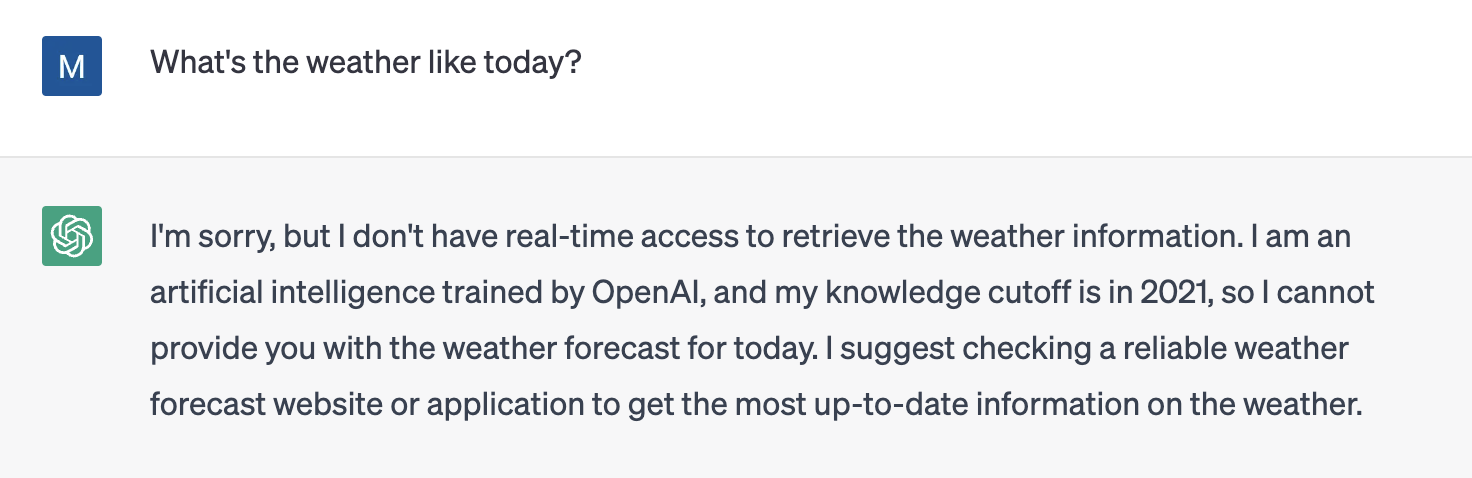 M
What's the weather like today?
I'm sorry, but I don't have real-time access to retrieve the weather information. I am an
artificial intelligence trained by OpenAI, and my knowledge cutoff is in 2021, so I cannot
provide you with the weather forecast for today. I suggest checking a reliable weather
forecast website or application to get the most up-to-date information on the weather.